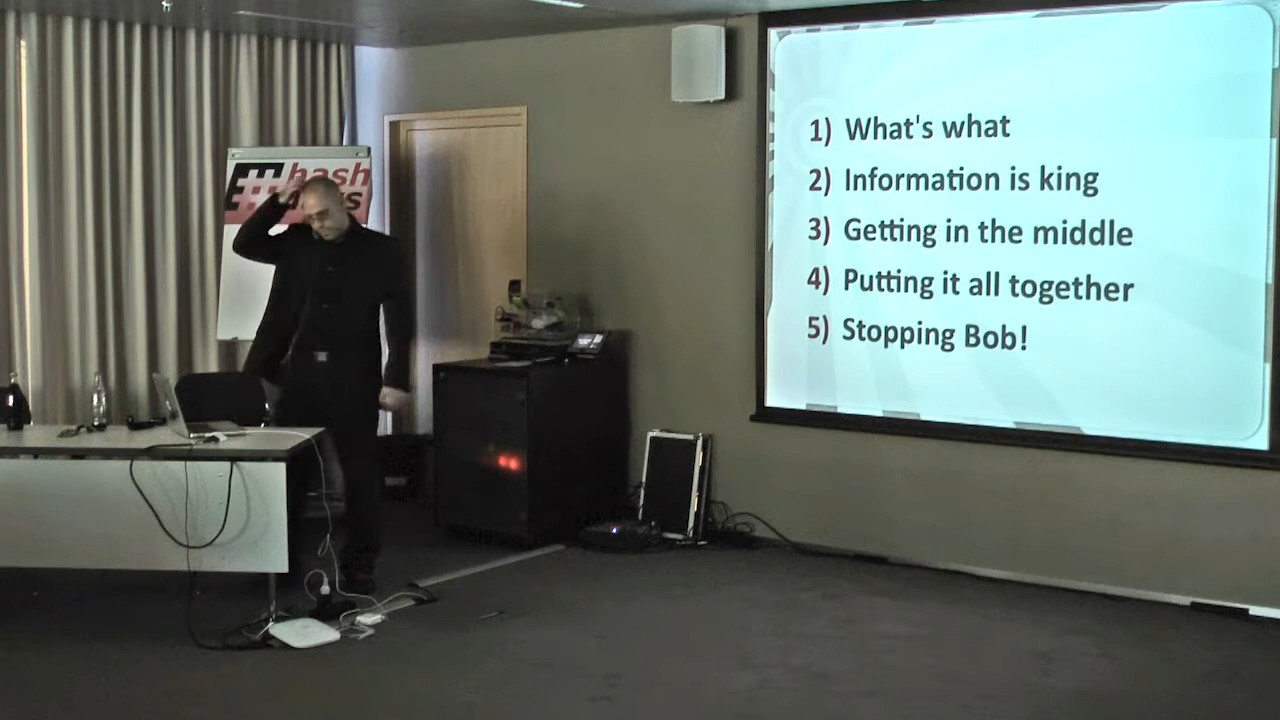 hash
1) What's what
2) Information is king
3) Getting in the middle
4) Putting it all together
5) Stopping Bob!